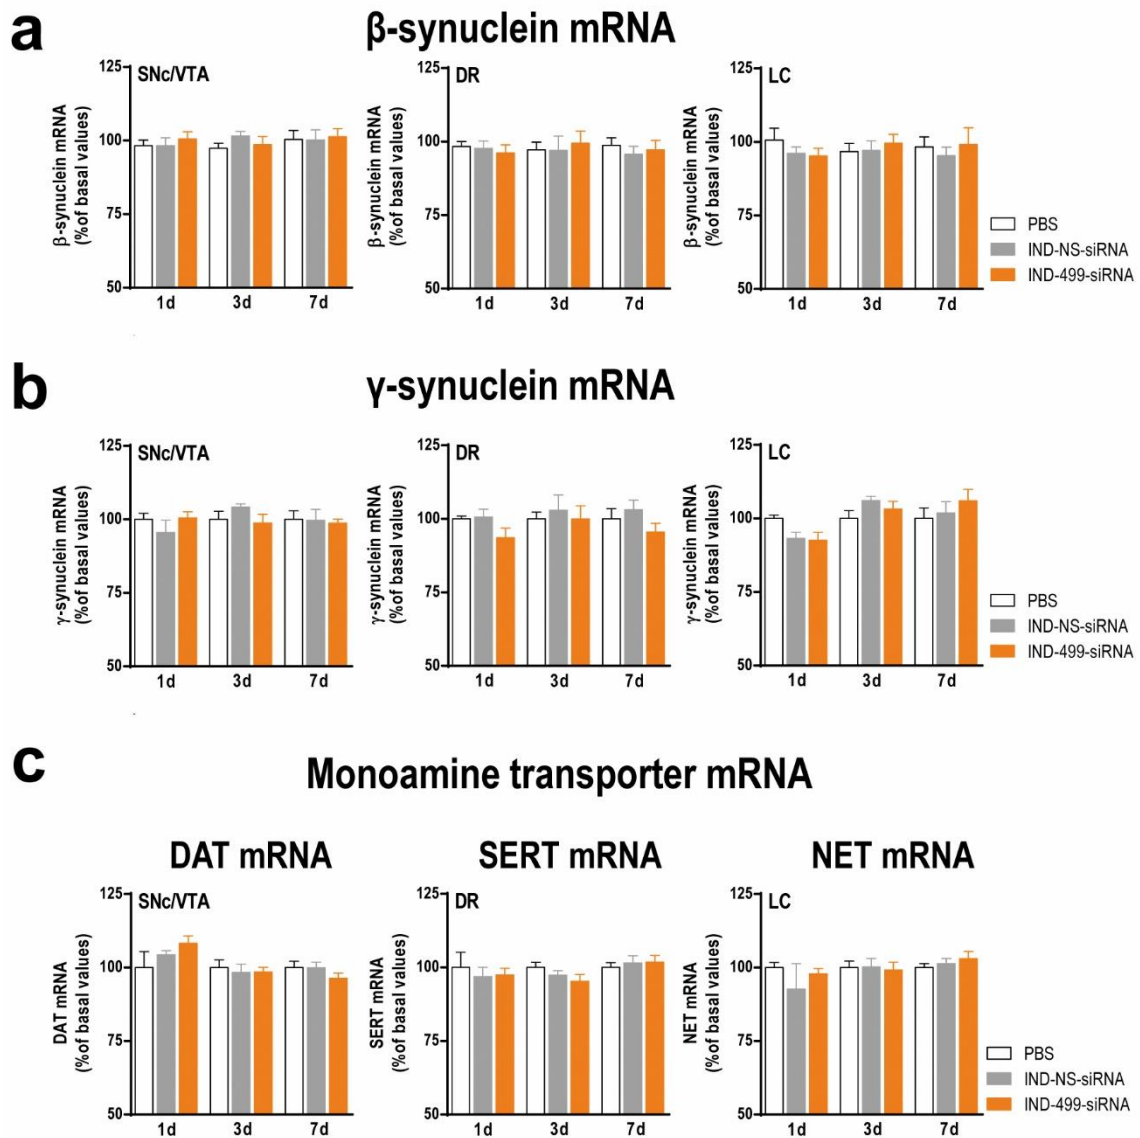 a
β-synuclein mRNA
SNc/VTA
β-synuclein mRNA
(%of basal values)
125
100
75
50
1d 3d 7d
DR
β-synuclein mRNA
(%of basal values)
125
100
75
50
1d 3d 7d
LC
β-synuclein mRNA
(%of basal values)
125
100
75
50
1d 3d 7d
PBS
IND-NS-siRNA
IND-499-siRNA
b
γ-synuclein mRNA
SNc/VTA
γ-synuclein mRNA
(%of basal values)
125
100
75
50
1d 3d 7d
DR
γ-synuclein mRNA
(%of basal values)
125
100
75
50
1d 3d 7d
LC
γ-synuclein mRNA
(%of basal values)
125
100
75
50
1d 3d 7d
PBS
IND-NS-siRNA
IND-499-siRNA
c
Monoamine transporter mRNA
DAT mRNA
SNc/VTA
DAT mRNA
(%of basal values)
125
100
75
50
1d 3d 7d
SERT mRNA
DR
SERT mRNA
(%of basal values)
125
100
75
50
1d 3d 7d
NET mRNA
LC
NET mRNA
(%of basal values)
125
100
75
50
1d 3d 7d
PBS
IND-NS-siRNA
IND-499-siRNA